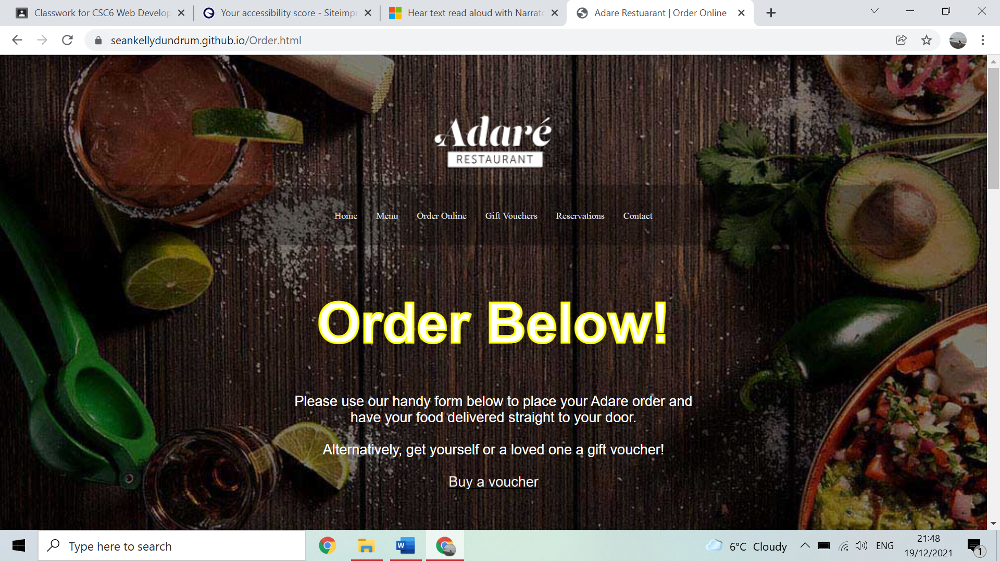 Classwork for CSC6 Web Develop
Your accessibility score - Siteimpr
Hear text read aloud with Narrato
Adare Restuarant | Order Online
seankellydundrum.github.io/Order.html
Adaré
RESTAURANT
Home Menu Order Online Gift Vouchers Reservations Contact
Order Below!
Please use our handy form below to place your Adare order and
have your food delivered straight to your door.
Alternatively, get yourself or a loved one a gift voucher!
Buy a voucher
Type here to search
W
6°C Cloudy
ENG
21:48
19/12/2021
1